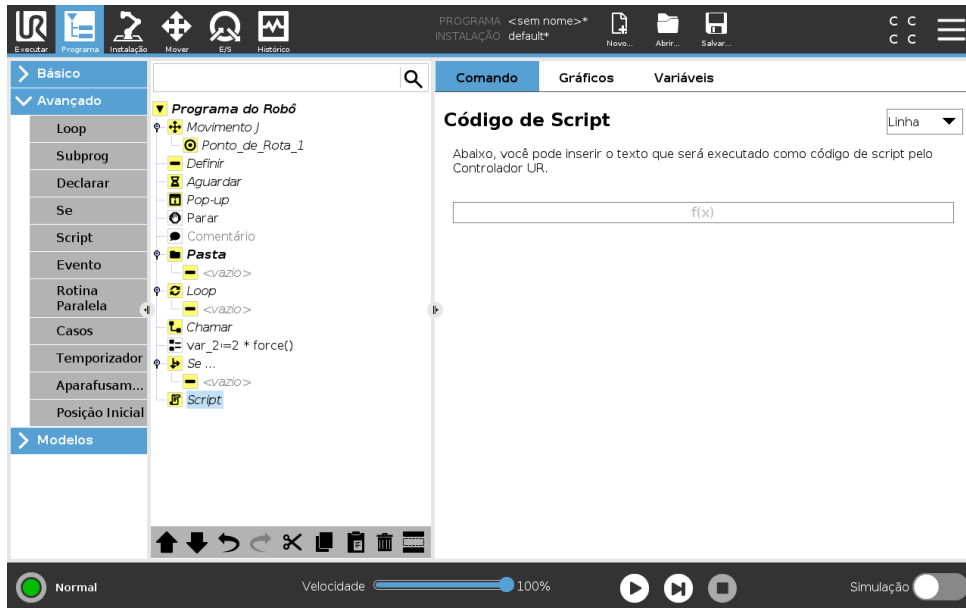 UR
PROGRAMA <sem nome>*
INSTALAÇÃO default*
Executar Programa Instalação Mover E/S Histórico Novo... Abrir... Salvar...
C C
C C
Básico
Avançado
Loop
Subprog
Declarar
Se
Script
Evento
Rotina
Paralela
Casos
Temporizador
Aparafusam...
Posição Inicial
Modelos
Programa do Robô
Movimento J
Ponto_de_Rota_1
Definir
Aguardar
Pop-up
Parar
Comentário
Pasta
<vazio>
Loop
<vazio>
Chamar
var_2:=2 * force()
Se ...
<vazio>
Script
Comando Gráficos Variáveis
Código de Script
Linha
Abaixo, você pode inserir o texto que será executado como código de script pelo
Controlador UR.
f(x)
Normal Velocidade 100% Simulação